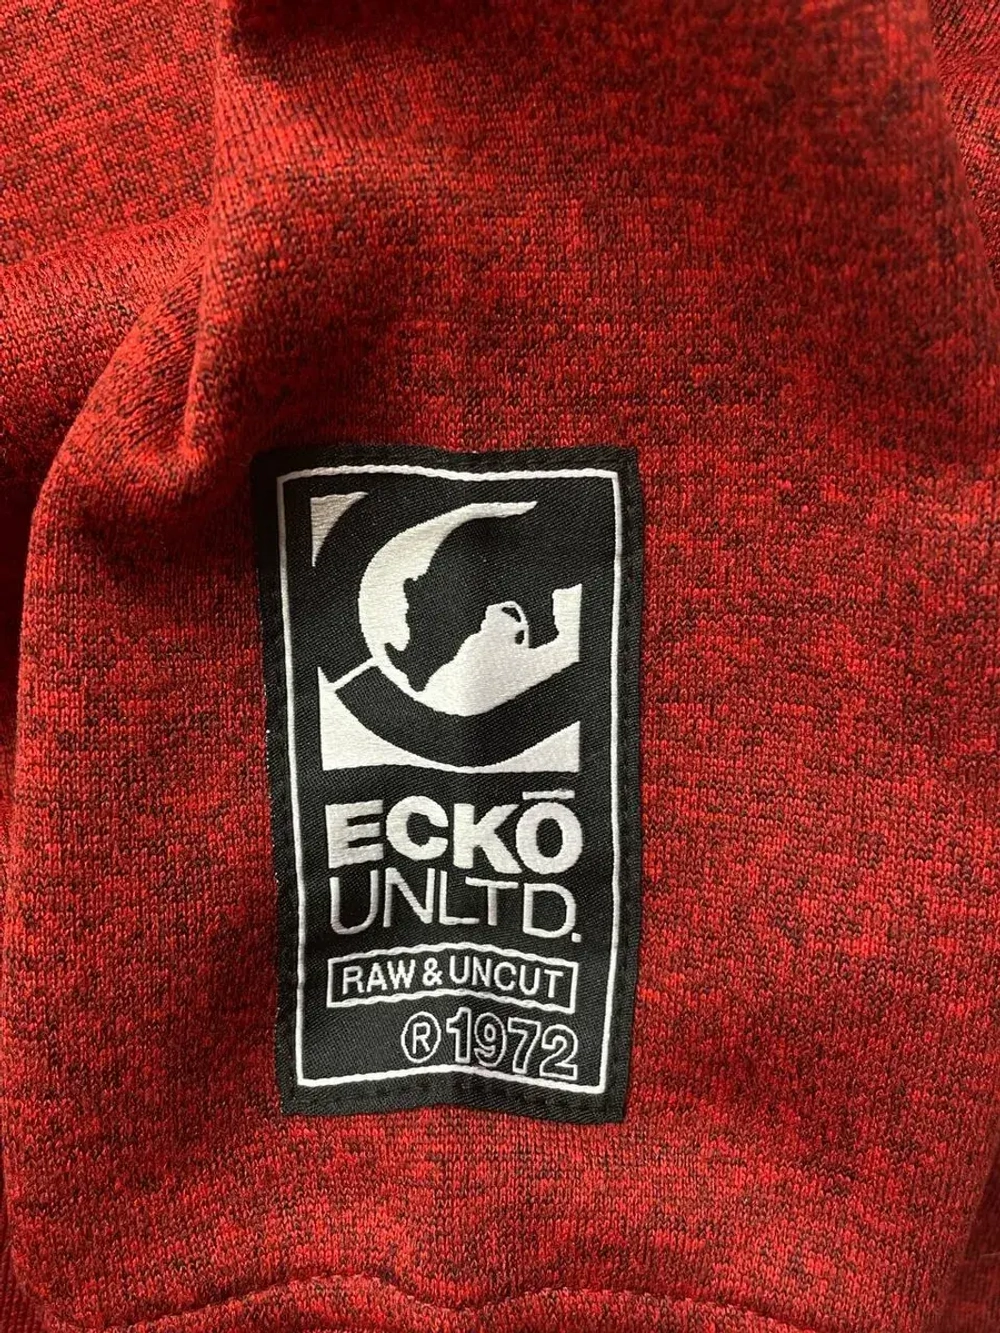 ECKŌ
UNLTD.
RAW & UNCUT
®1972